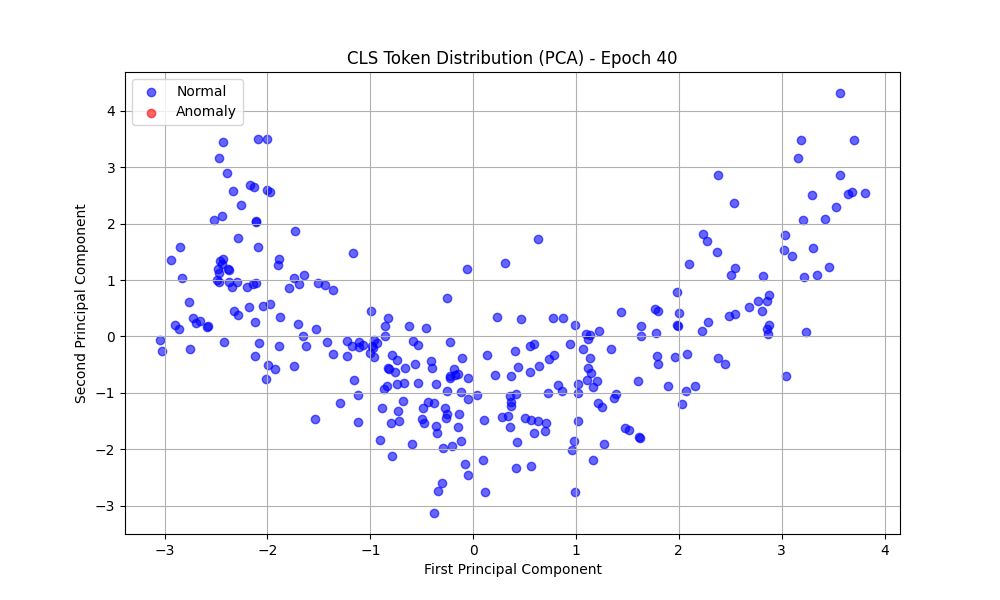 CLS Token Distribution (PCA) - Epoch 40
Normal
Anomaly
4
3
2
1
0
−1
−2
−3
Second Principal Component
−3 −2 −1 0 1 2 3 4
First Principal Component